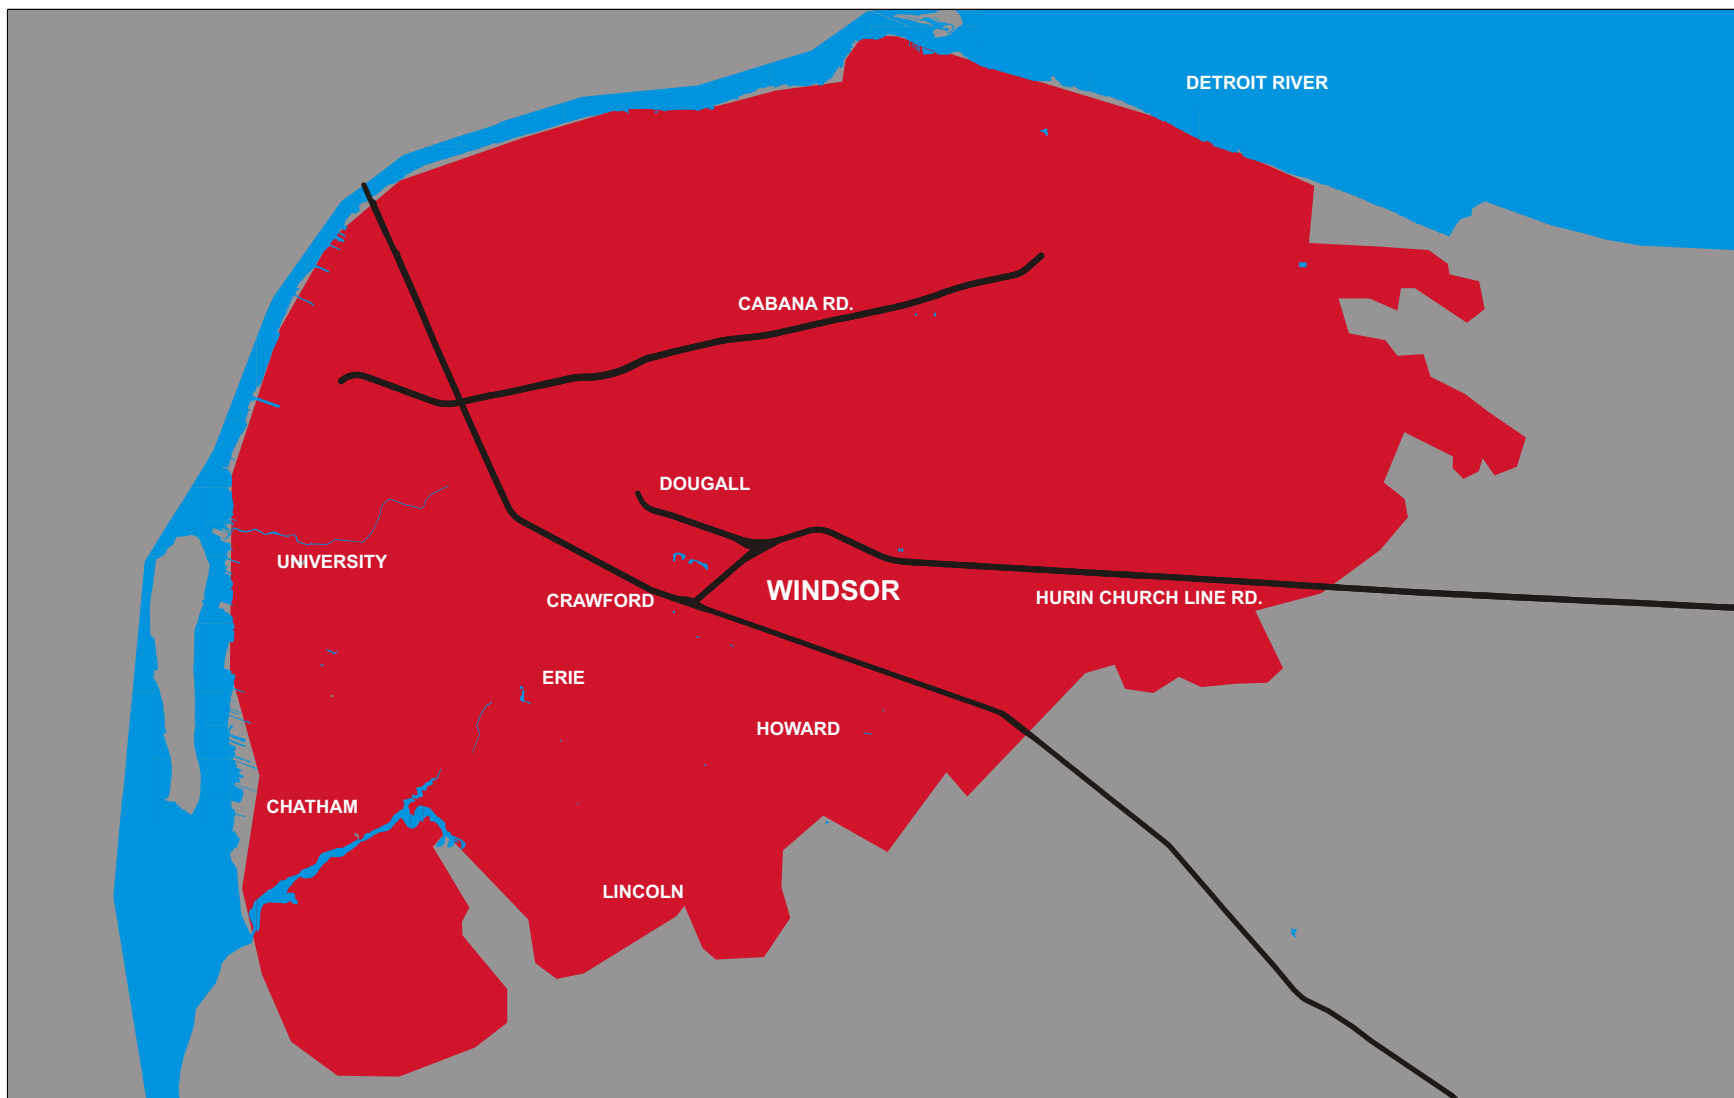 DETROIT RIVER
CABANA RD.
DOUGALL
UNIVERSITY
WINDSOR
CRAWFORD
HURIN CHURCH LINE RD.
ERIE
HOWARD
CHATHAM
LINCOLN